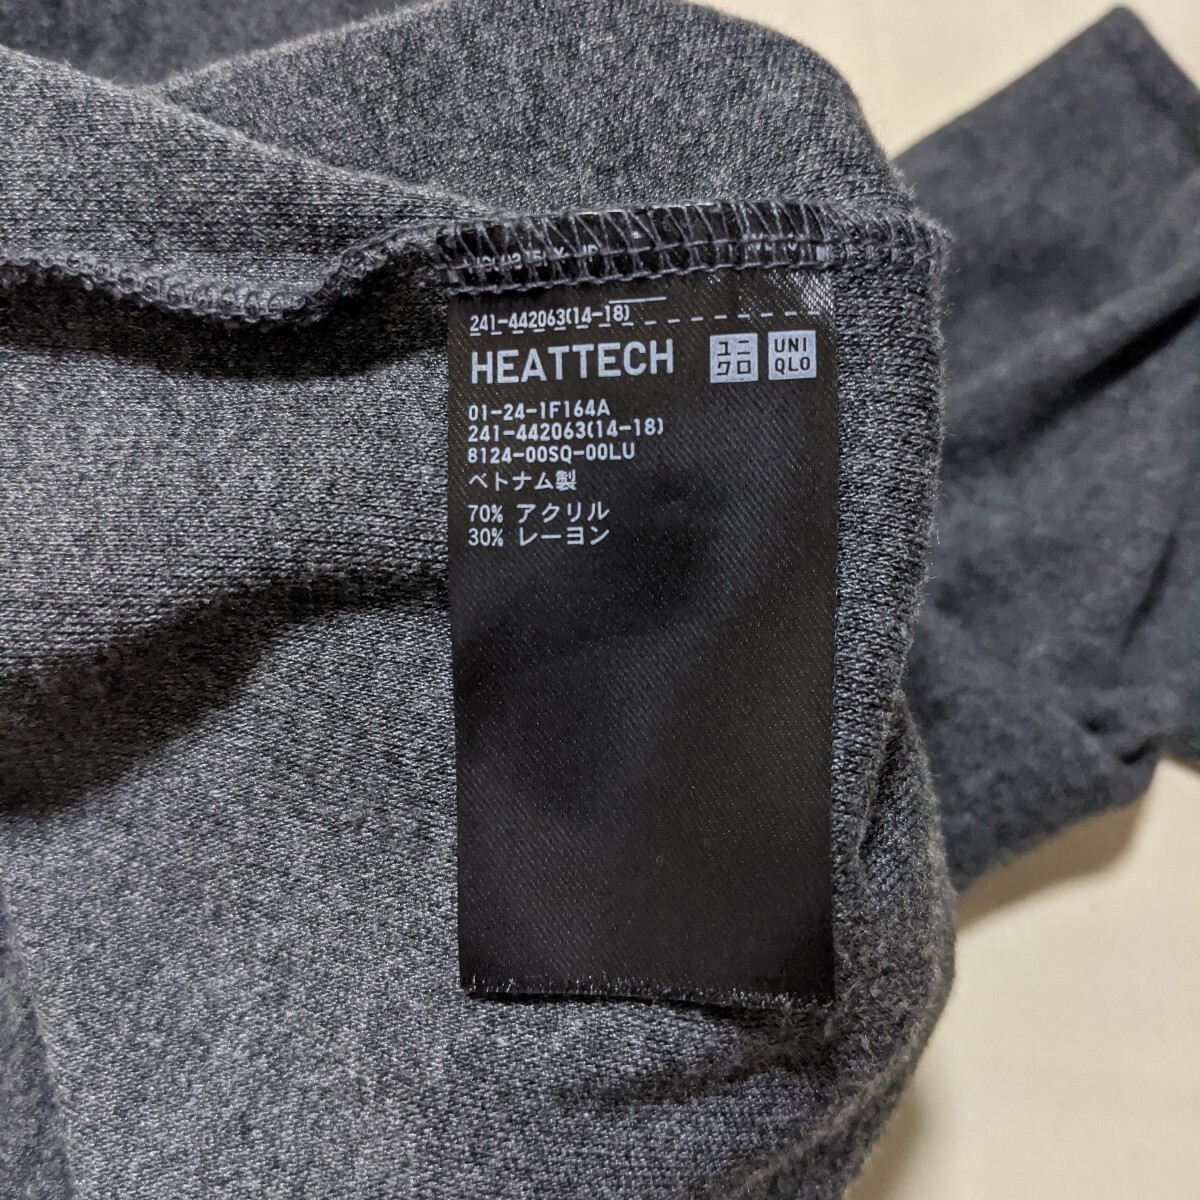 241-442063(14-18)
HEATTECH ユニクロ UNIQLO
01-24-1F164A
241-442063(14-18)
8124-00SQ-00LU
ベトナム製
70% アクリル
30% レーヨン